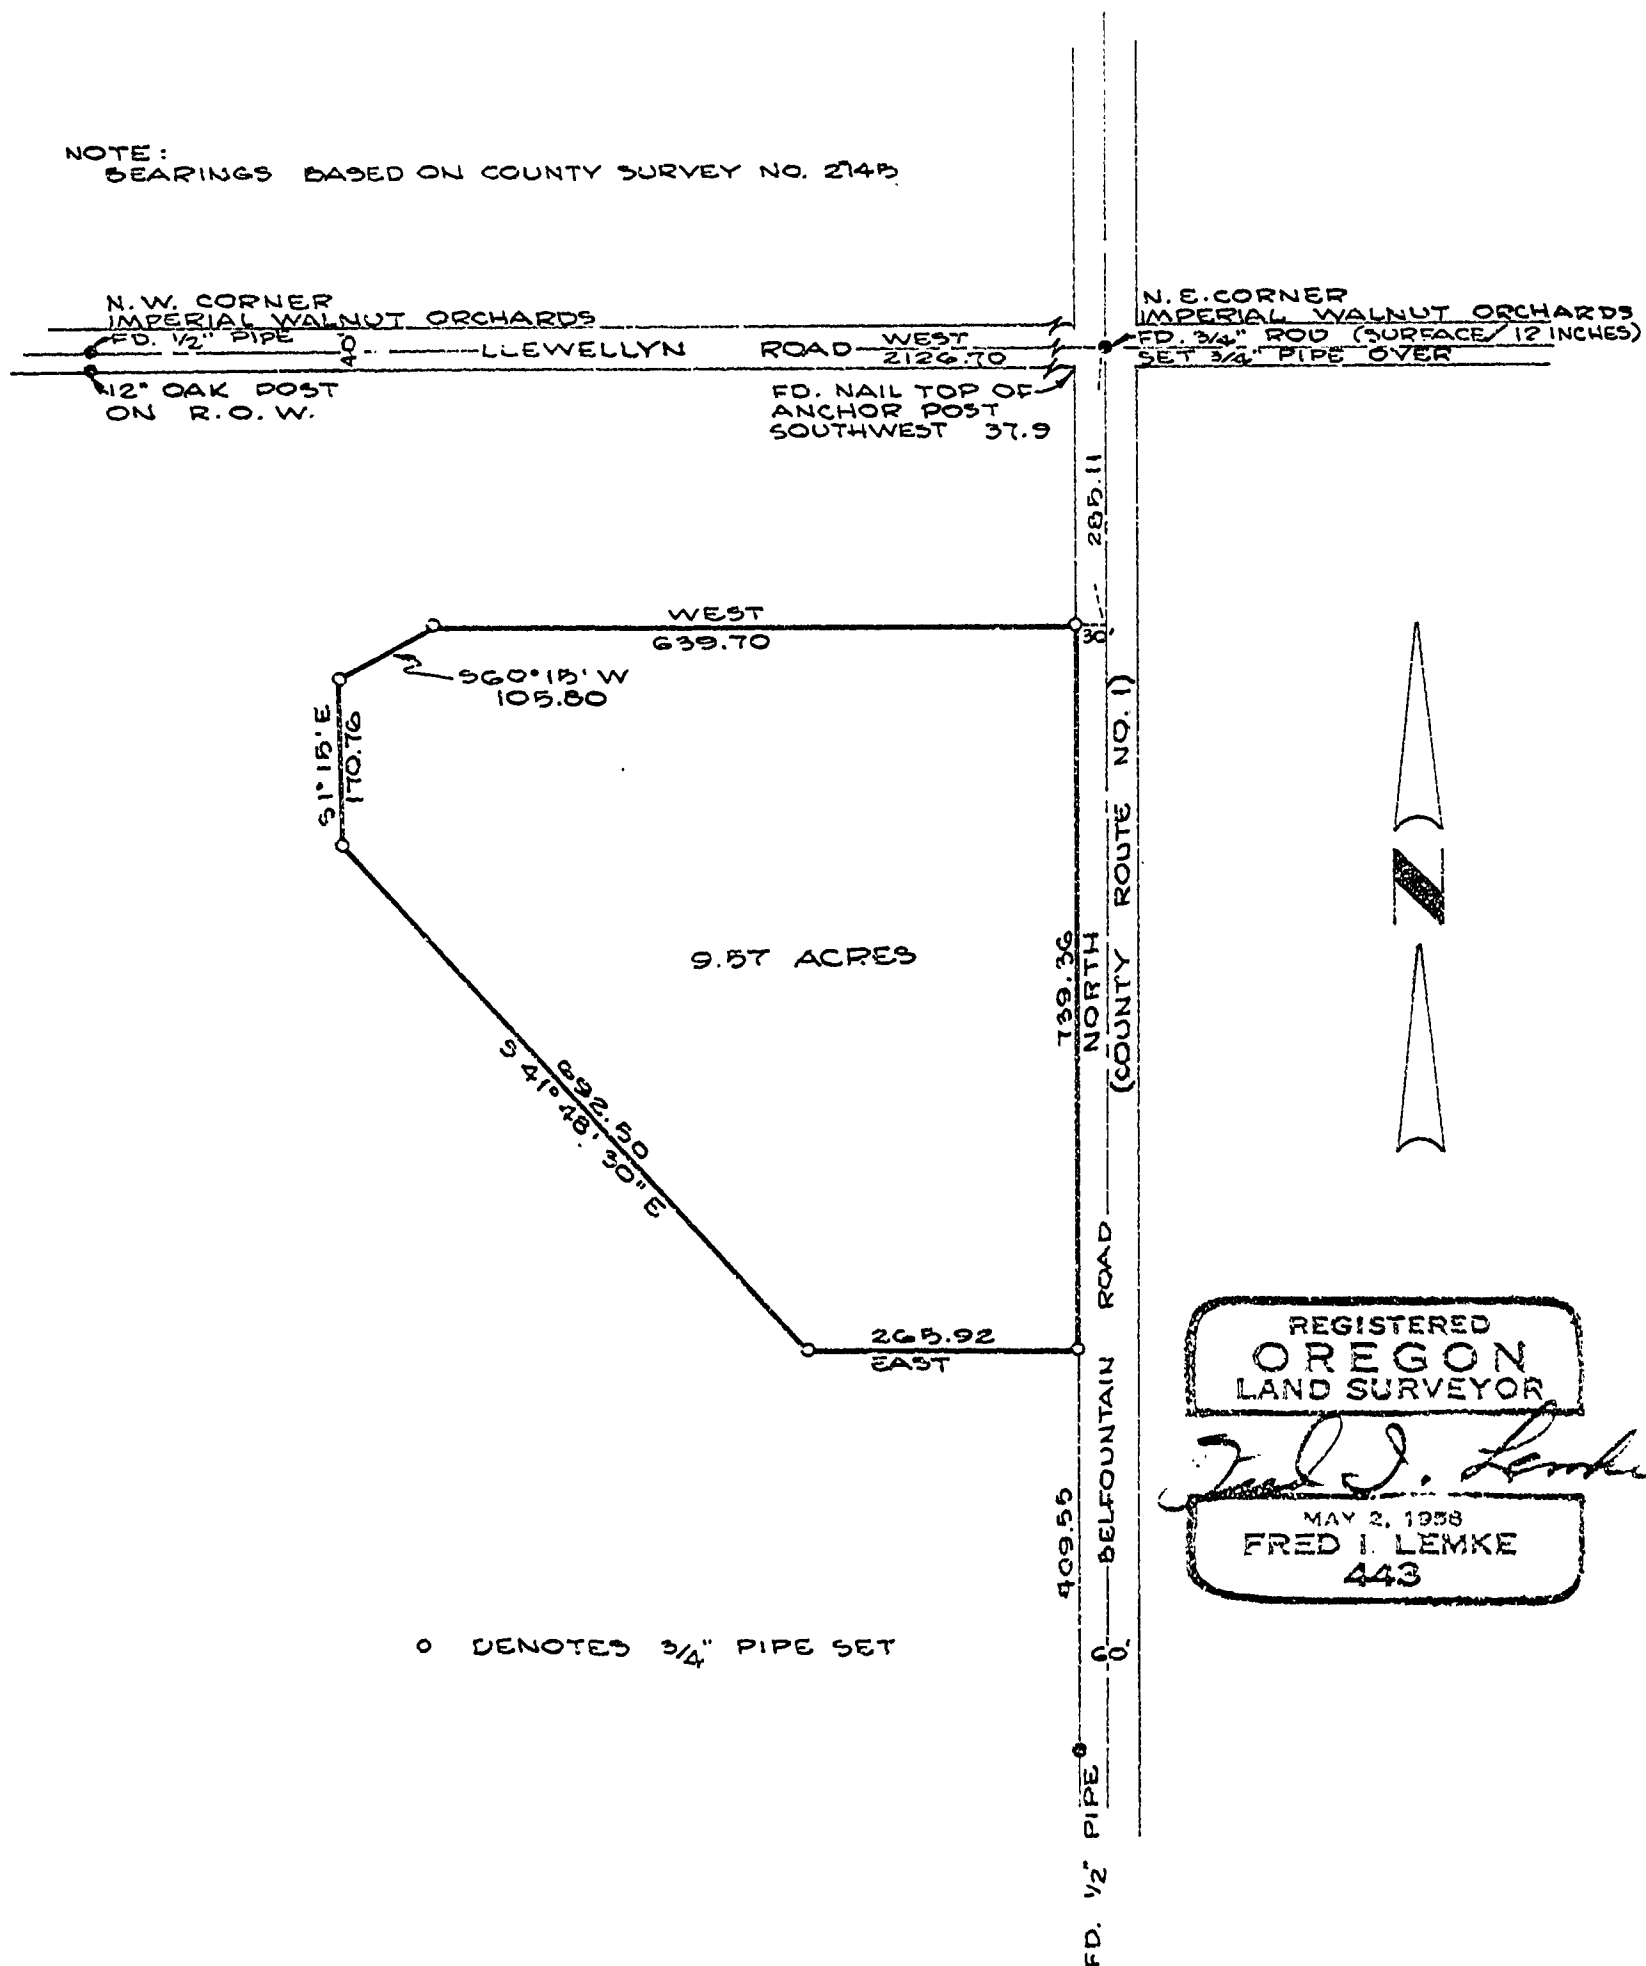 NOTE:
BEARINGS BASED ON COUNTY SURVEY NO.
N.W. CORNER
IMPERIAL WALNUT ORCHARDS
FD. 1/2" PIPE
40'
LLEWELLYN ROAD
WEST
2126.70
12" OAK POST
ON R.O.W.
N.E. CORNER
IMPERIAL WALNUT ORCHARDS
FD. 3/4" ROD (SURFACE / 12 INCHES)
SET 3/4" PIPE OVER
FD. NAIL TOP OF
ANCHOR POST
SOUTHWEST 37.9
285.11
30'
WEST
639.70
S60°15'W
105.80
S1°15'E
170.76
9.57 ACRES
739.36
NORTH
(COUNTY ROUTE NO. 1)
692.50
S 41° 48' 30" E
265.92
EAST
BELFOUNTAIN ROAD
409.55
60'
FD. 1/2" PIPE
N
REGISTERED
OREGON
LAND SURVEYOR
Fred I. Lemke
MAY 2, 1958
FRED I. LEMKE
443
o DENOTES 3/4" PIPE SET